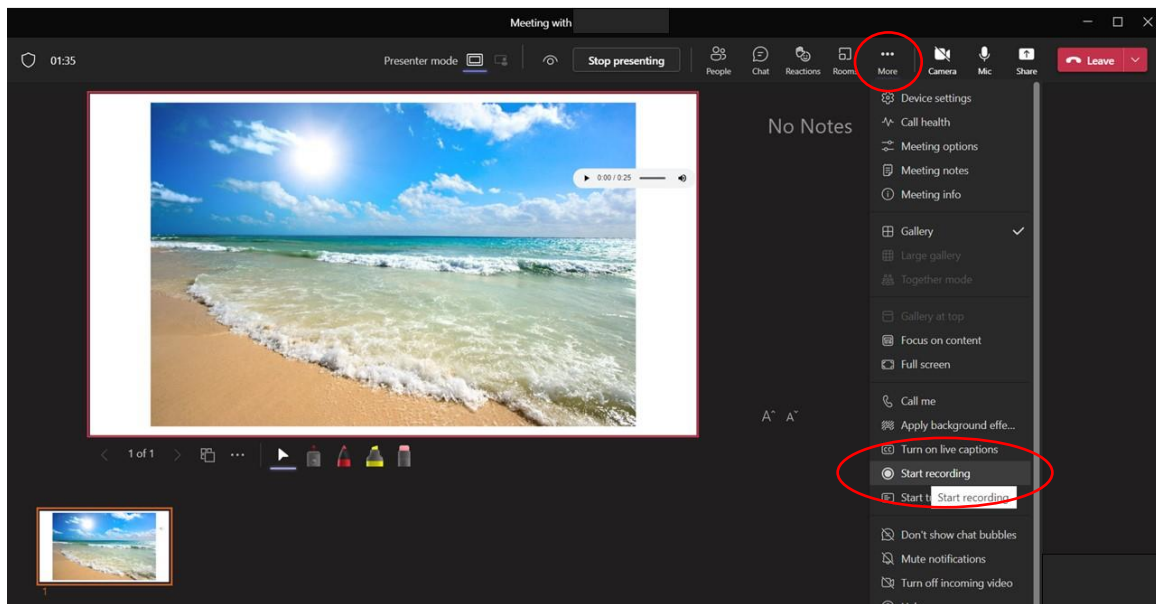 Meeting with
01:35
Presenter mode
Stop presenting
People
Chat
Reactions
Rooms
More
Camera
Mic
Share
Leave
0:00 / 0:25
No Notes
A^ A˅
1 of 1
1
Device settings
Call health
Meeting options
Meeting notes
Meeting info
Gallery
Large gallery
Together mode
Gallery at top
Focus on content
Full screen
Call me
Apply background effe...
CC Turn on live captions
Start recording
Start
Start recording
Don't show chat bubbles
Mute notifications
Turn off incoming video